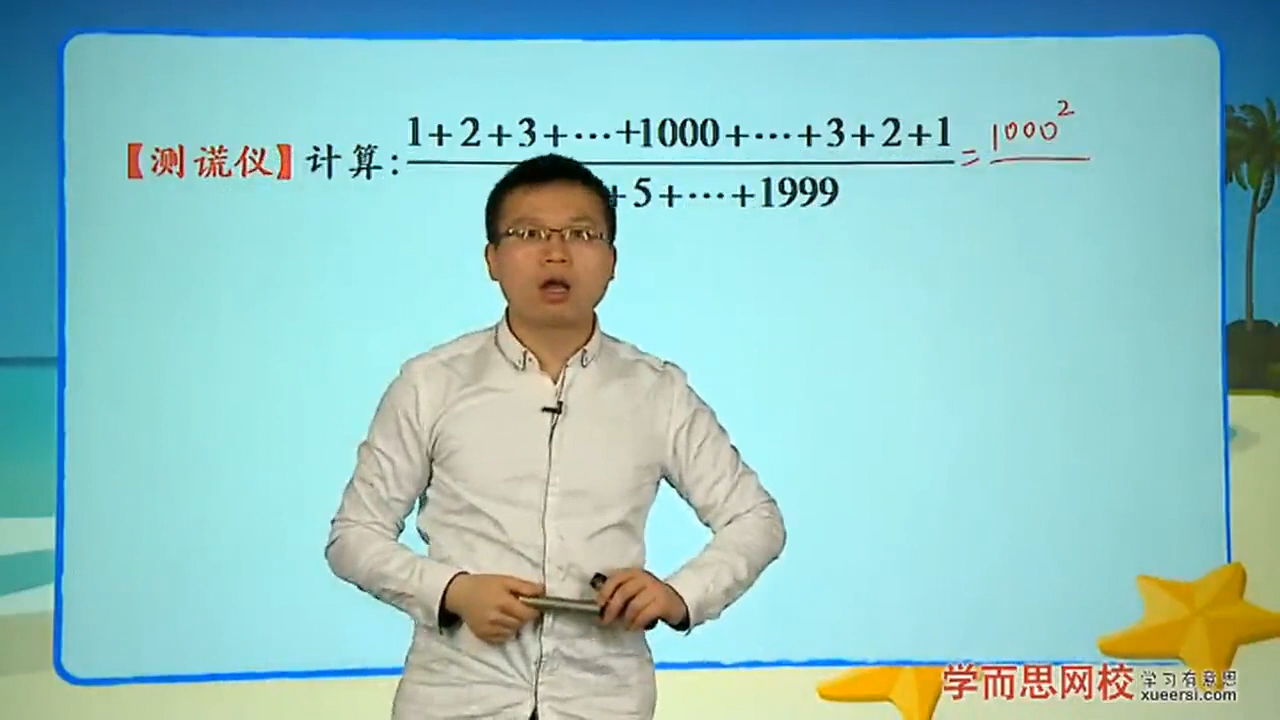 【测谎仪】计算: 1+2+3+⋯+1000+⋯+3+2+1 = 1000²
+5+⋯+1999
学而思网校 学习有意思
xueersi.com